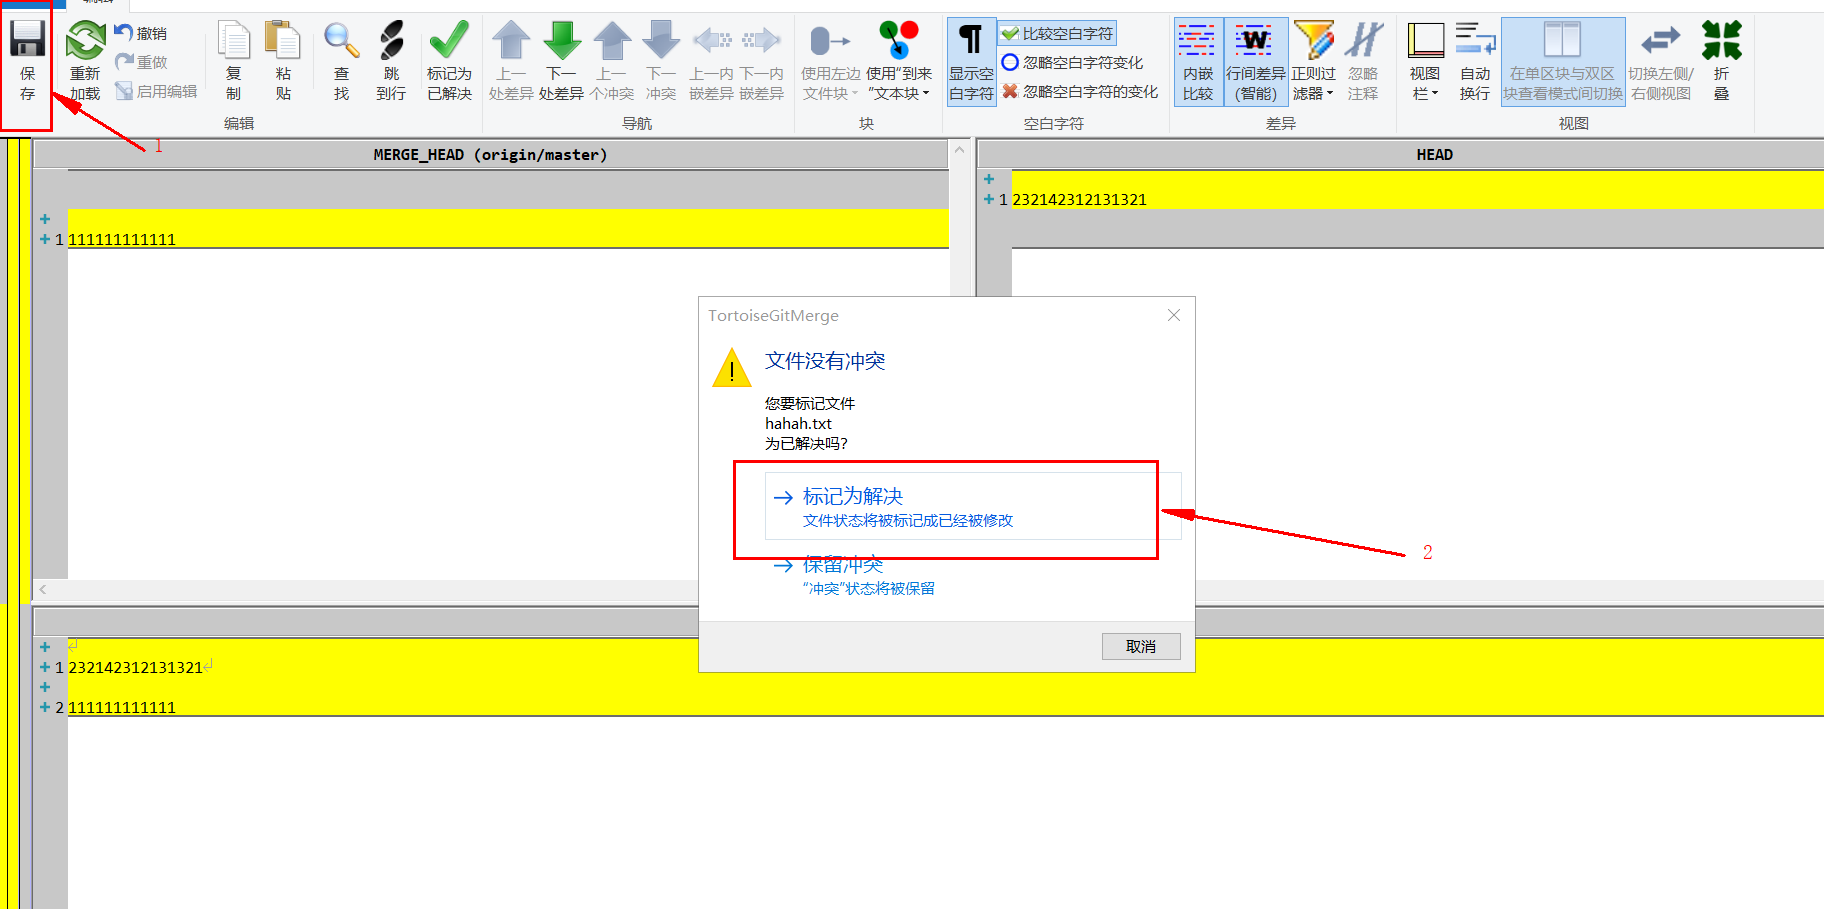 保存
重新加载
撤销
重做
启用编辑
复制
粘贴
查找
跳到行
标记为已解决
上一处差异
下一处差异
上一个冲突
下一冲突
上一内嵌差异
下一内嵌差异
使用左边文件块
使用“到来”文本块
显示空白字符
比较空白字符
忽略空白字符变化
忽略空白字符的变化
内嵌比较
行间差异(智能)
正则过滤器
忽略注释
视图栏
自动换行
在单区块与双区块查看模式间切换
切换左侧/右侧视图
折叠
编辑
导航
块
空白字符
差异
视图
1
MERGE_HEAD (origin/master)
HEAD
1 232142312131321
1 111111111111
TortoiseGitMerge
文件没有冲突
您要标记文件
hahah.txt
为已解决吗?
标记为解决
文件状态将被标记成已经被修改
2
保留冲突
“冲突”状态将被保留
取消
1 232142312131321
2 111111111111